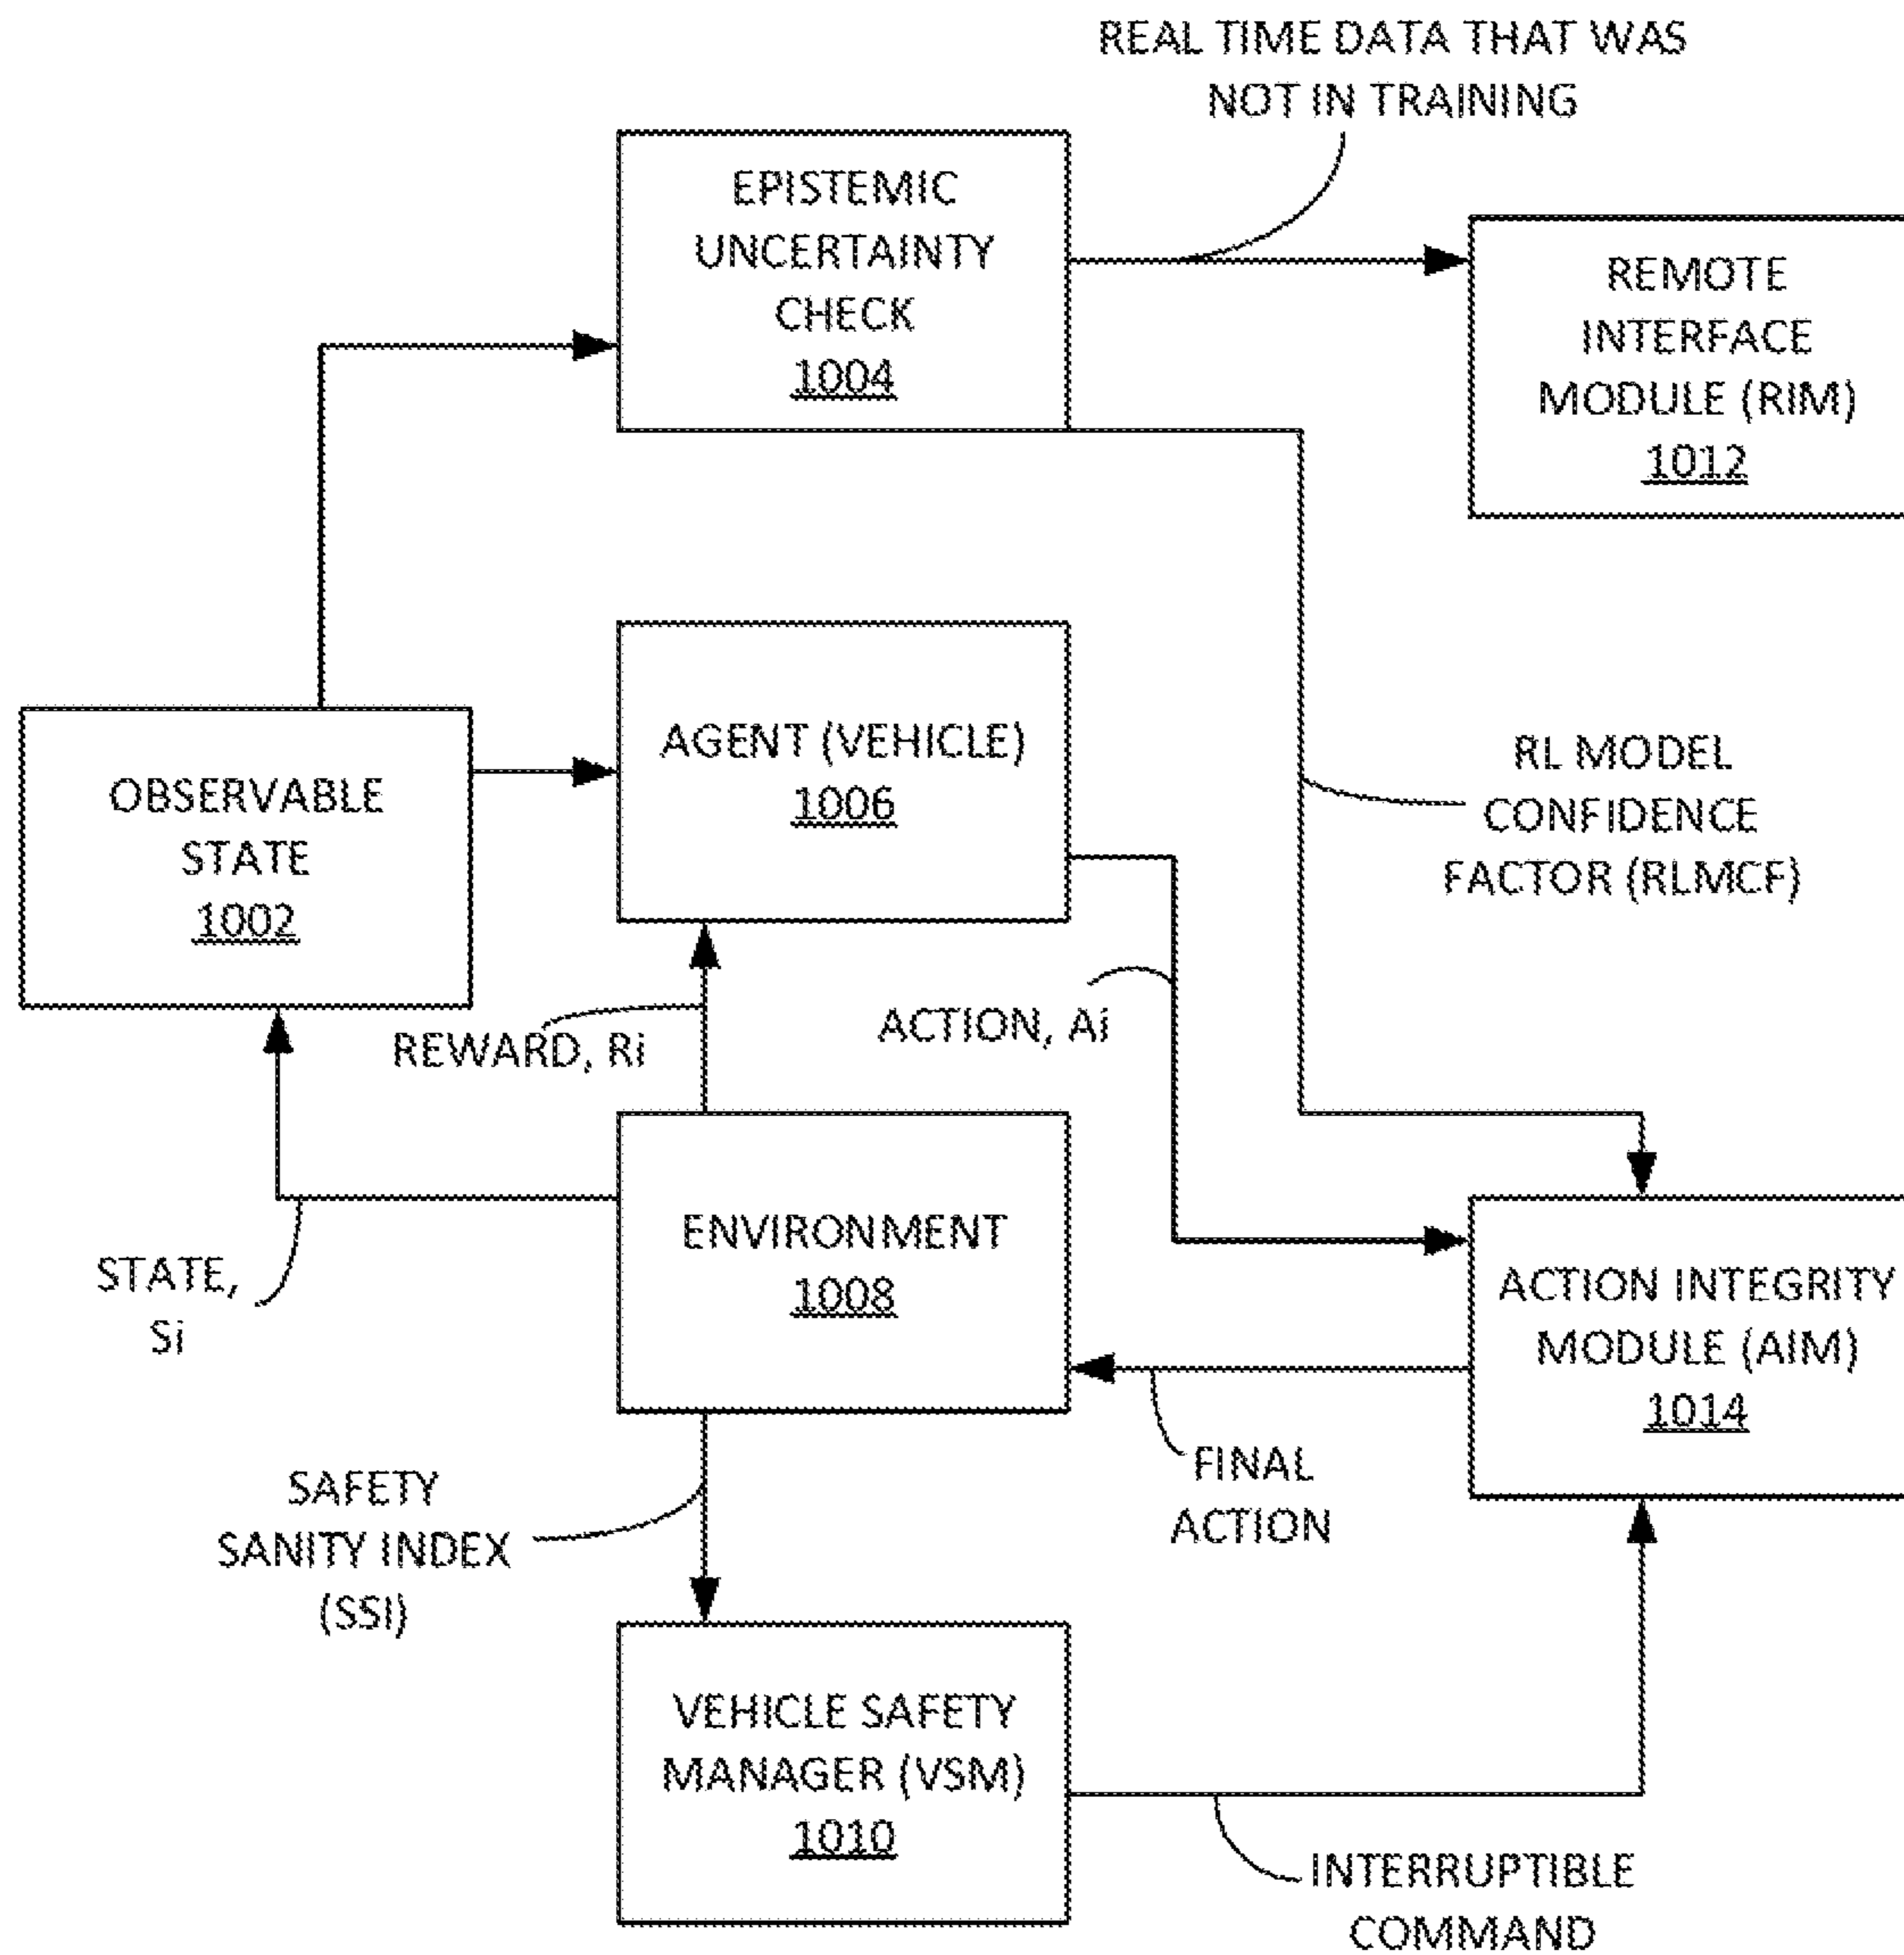 REAL TIME DATA THAT WAS
NOT IN TRAINING
EPISTEMIC
UNCERTAINTY
CHECK
1004
REMOTE
INTERFACE
MODULE (RIM)
1012
OBSERVABLE
STATE
1002
AGENT (VEHICLE)
1006
RL MODEL
CONFIDENCE
FACTOR (RLMCF)
REWARD, Ri
ACTION, Ai
STATE,
Si
ENVIRONMENT
1008
ACTION INTEGRITY
MODULE (AIM)
1014
FINAL
ACTION
SAFETY
SANITY INDEX
(SSI)
VEHICLE SAFETY
MANAGER (VSM)
1010
INTERRUPTIBLE
COMMAND